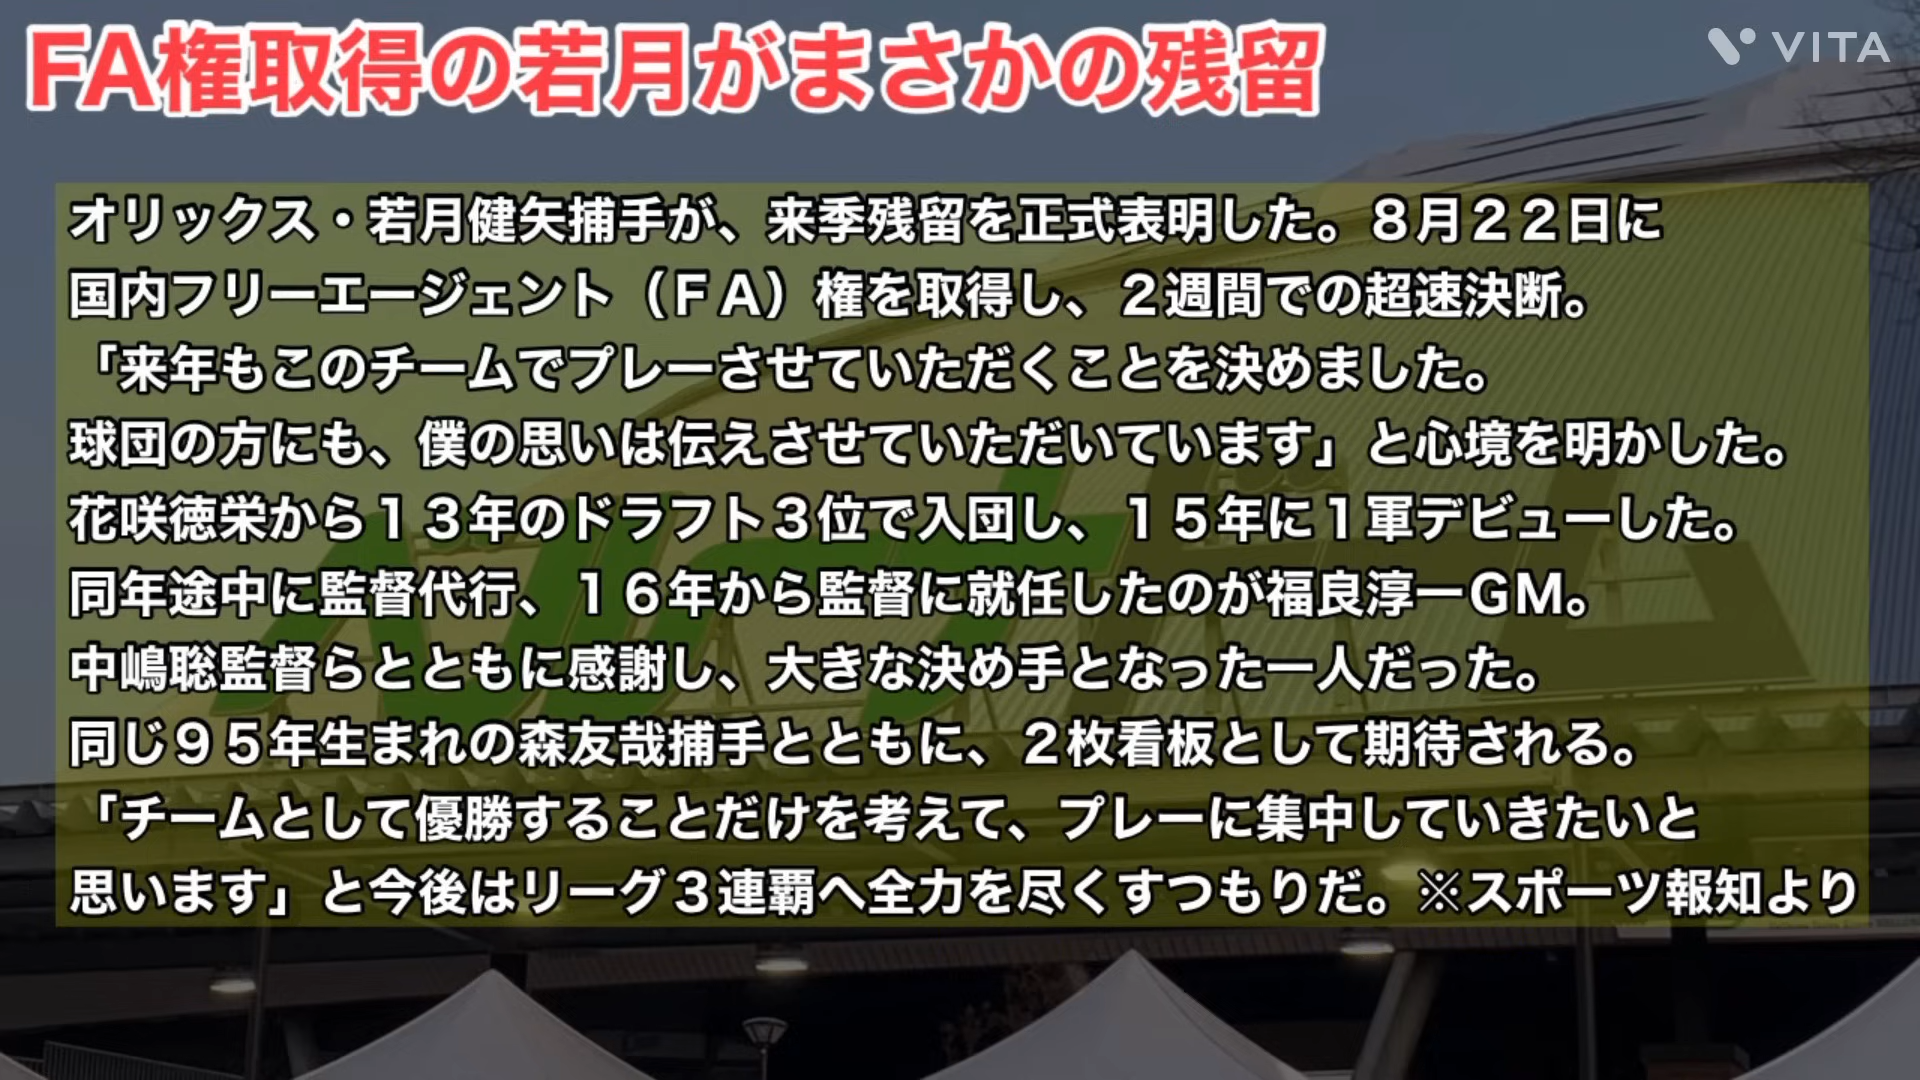 FA権取得の若月がまさかの残留
VITA
オリックス・若月健矢捕手が、来季残留を正式表明した。８月２２日に
国内フリーエージェント（ＦＡ）権を取得し、２週間での超速決断。
「来年もこのチームでプレーさせていただくことを決めました。
球団の方にも、僕の思いは伝えさせていただいています」と心境を明かした。
花咲徳栄から１３年のドラフト３位で入団し、１５年に１軍デビューした。
同年途中に監督代行、１６年から監督に就任したのが福良淳一GM。
中嶋聡監督らとともに感謝し、大きな決め手となった一人だった。
同じ９５年生まれの森友哉捕手とともに、２枚看板として期待される。
「チームとして優勝することだけを考えて、プレーに集中していきたいと
思います」と今後はリーグ３連覇へ全力を尽くすつもりだ。※スポーツ報知より
ベルーナドーム